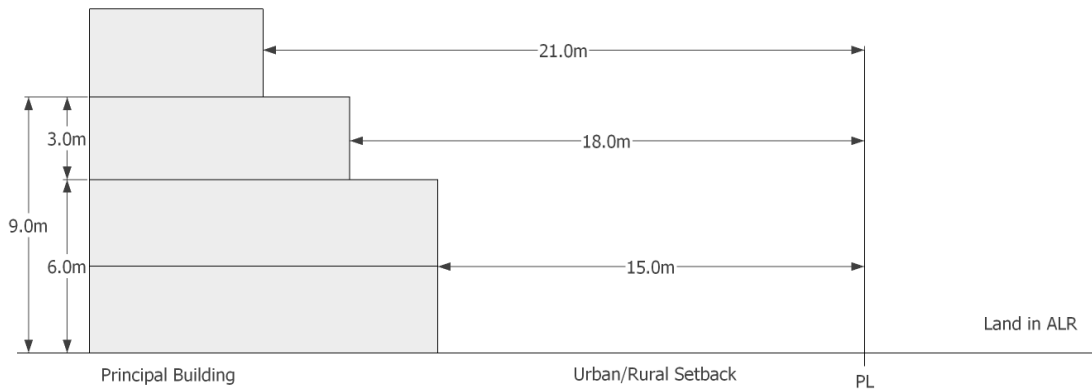 21.0m
3.0m
18.0m
9.0m
6.0m
15.0m
Land in ALR
Principal Building
Urban/Rural Setback
PL